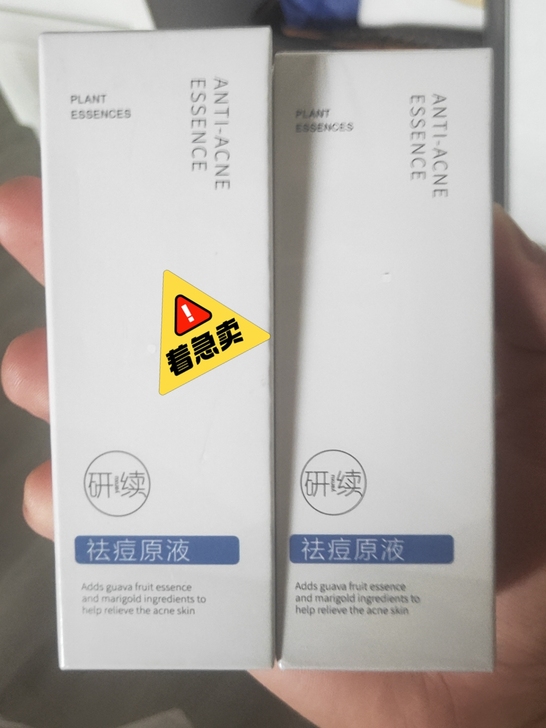 PLANT
ESSENCES
ANTI-ACNE
ESSENCE
着急卖
研续
祛痘原液
Adds guava fruit essence
and marigold ingredients to
help relieve the acne skin
PLANT
ESSENCES
ANTI-ACNE
ESSENCE
研续
祛痘原液
Adds guava fruit essence
and marigold ingredients to
help relieve the acne skin